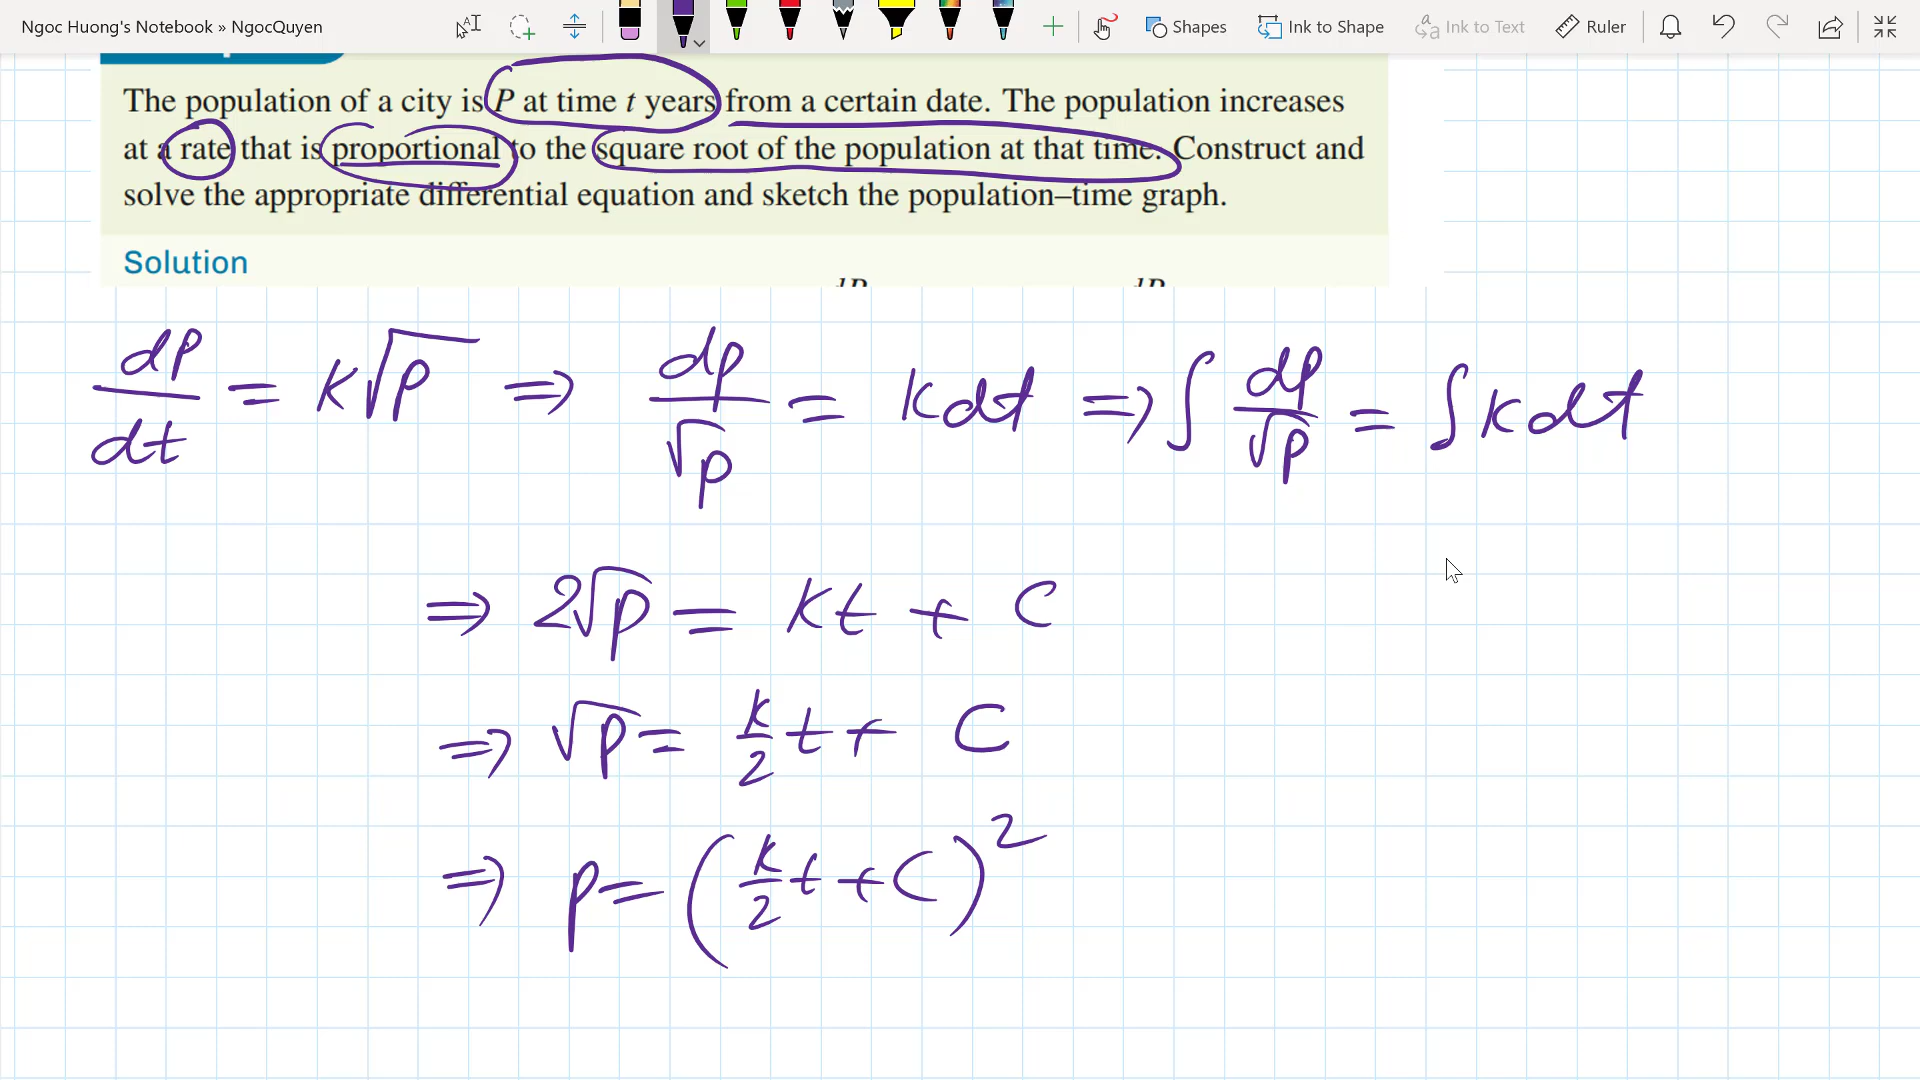 Ngoc Huong's Notebook » NgocQuyen Shapes Ink to Shape Ink to Text Ruler
The population of a city is P at time t years from a certain date. The population increases
at a rate that is proportional to the square root of the population at that time. Construct and
solve the appropriate differential equation and sketch the population–time graph.
Solution
dP/dt = k√P ⇒ dp/√p = kdt ⇒ ∫ dp/√p = ∫ kdt
⇒ 2√p = kt + C
⇒ √p = k/2 t + C
⇒ p = (k/2 t + C)²